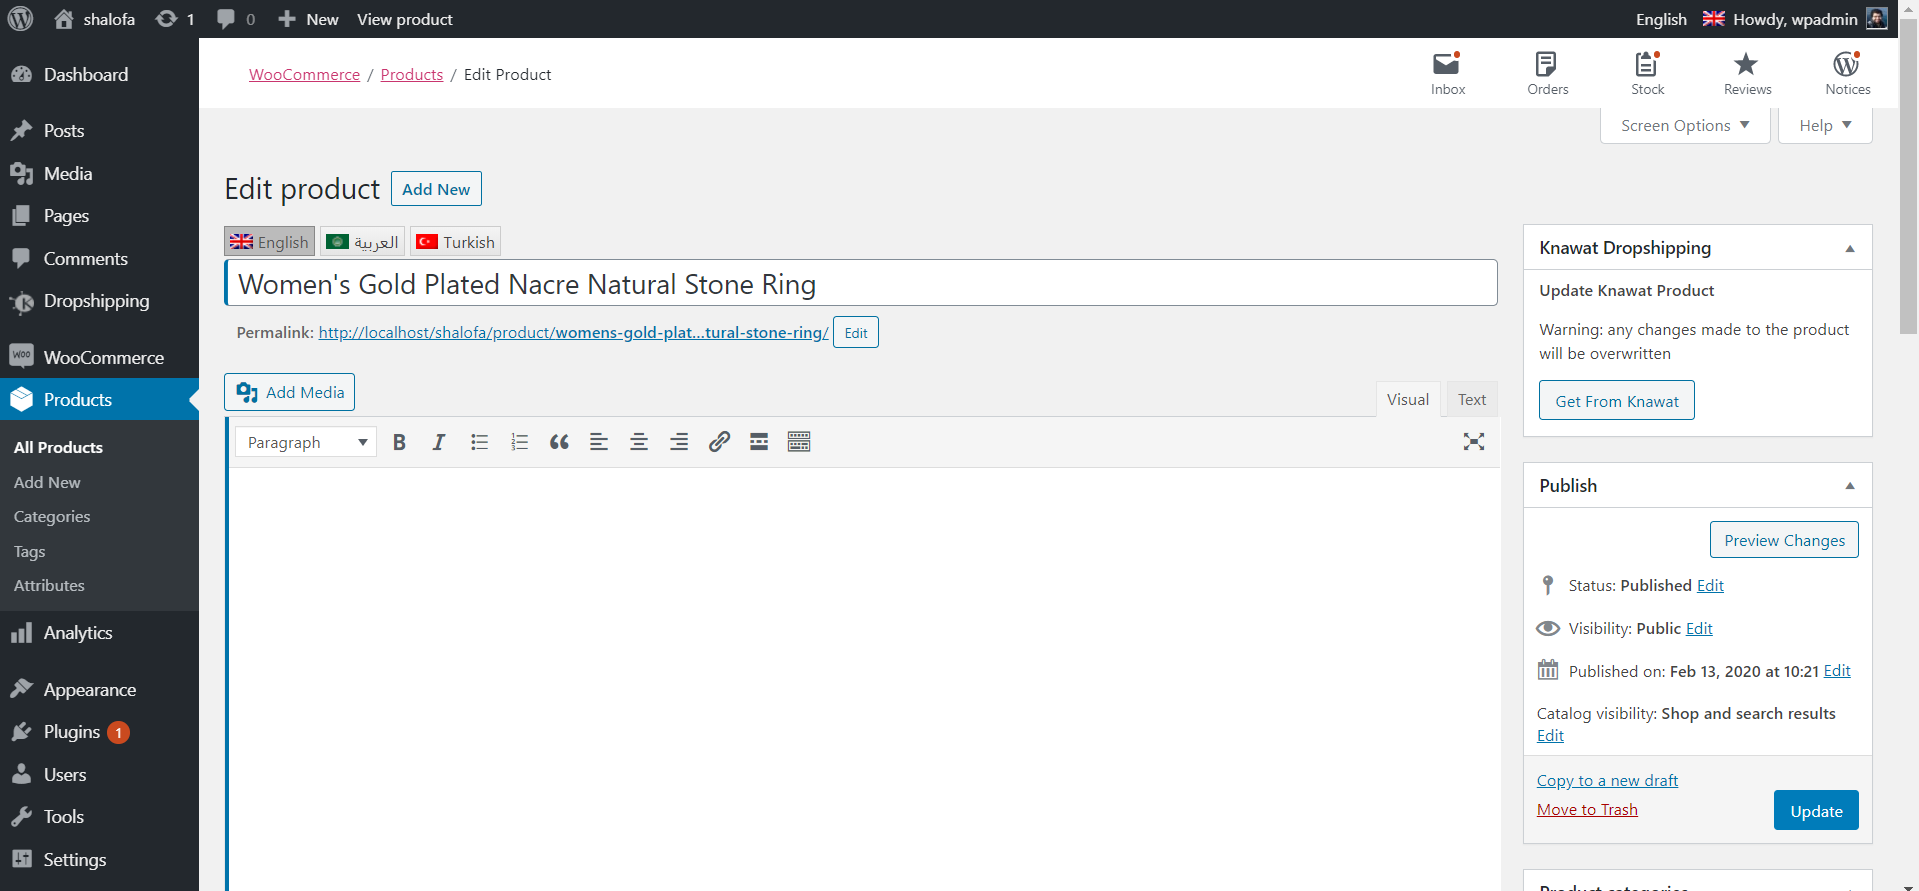 shalofa 1 0 New View product English Howdy, wpadmin
Dashboard
Posts
Media
Pages
Comments
Dropshipping
WOO WooCommerce
Products
All Products
Add New
Categories
Tags
Attributes
Analytics
Appearance
Plugins 1
Users
Tools
Settings
WooCommerce / Products / Edit Product
Inbox Orders Stock Reviews Notices
Screen Options Help
Edit product Add New
English العربية Turkish
Women's Gold Plated Nacre Natural Stone Ring
Permalink: http://localhost/shalofa/product/womens-gold-plat...tural-stone-ring/ Edit
Add Media Visual Text
Paragraph B I
Knawat Dropshipping
Update Knawat Product
Warning: any changes made to the product
will be overwritten
Get From Knawat
Publish
Preview Changes
Status: Published Edit
Visibility: Public Edit
Published on: Feb 13, 2020 at 10:21 Edit
Catalog visibility: Shop and search results
Edit
Copy to a new draft
Move to Trash Update
Product categories